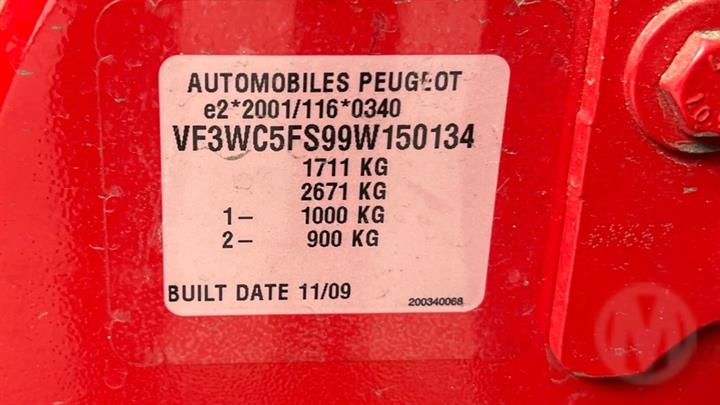 AUTOMOBILES PEUGEOT
e2*2001/116*0340
VF3WC5FS99W150134
1711 KG
2671 KG
1- 1000 KG
2- 900 KG
BUILT DATE 11/09
200340068
10
M